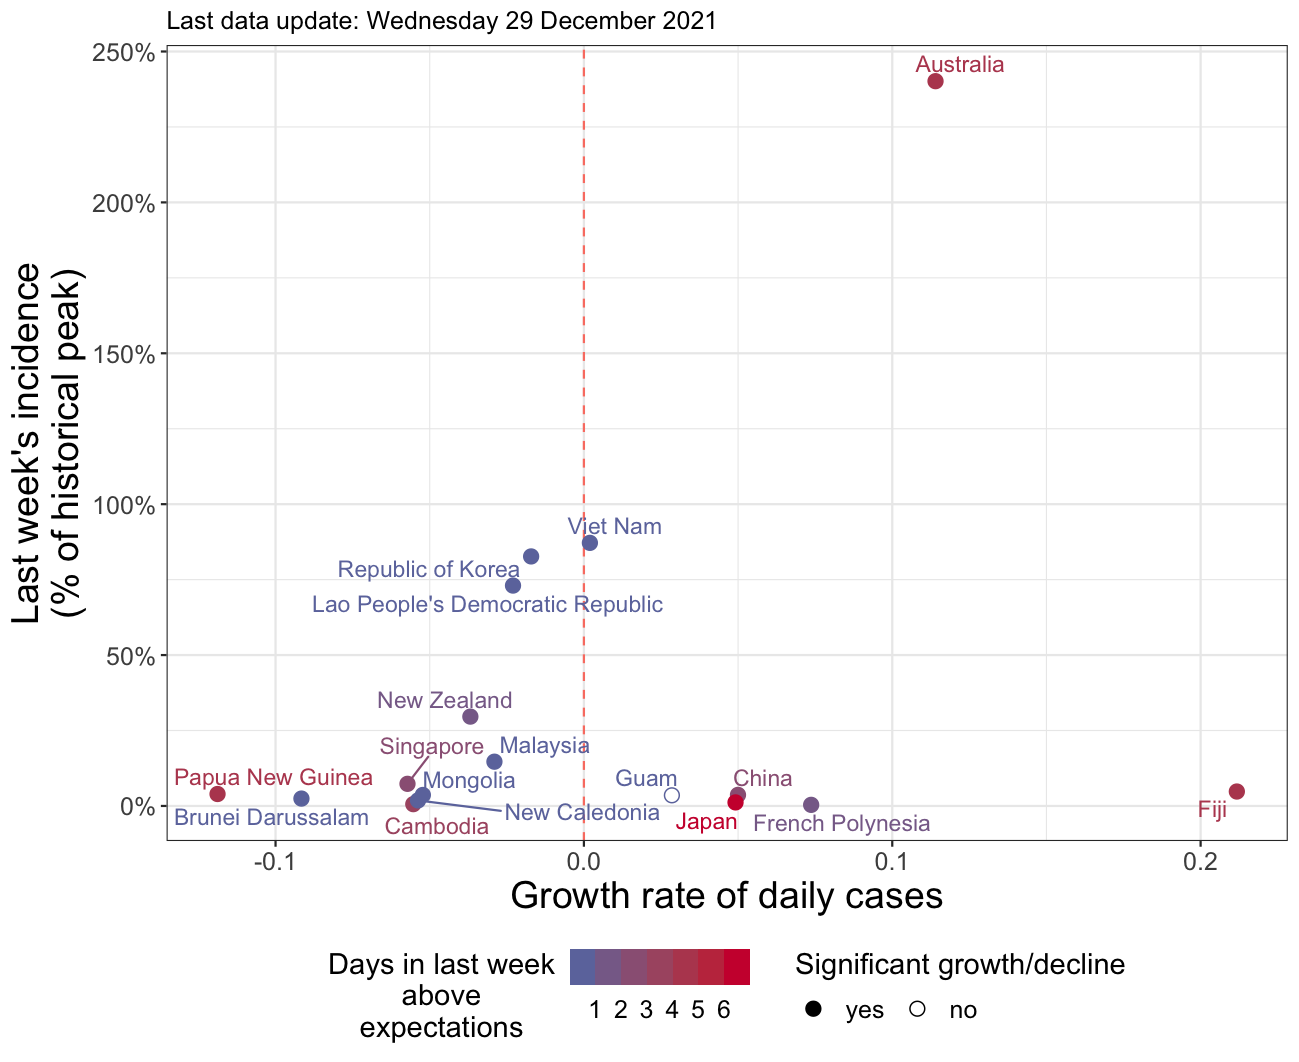 Last data update: Wednesday 29 December 2021
250%
200%
150%
100%
50%
0%
Last week's incidence
(% of historical peak)
Australia
Viet Nam
Republic of Korea
Lao People's Democratic Republic
New Zealand
Singapore
Malaysia
Papua New Guinea
Mongolia
Guam
China
Brunei Darussalam
New Caledonia
Cambodia
Japan
French Polynesia
Fiji
-0.1
0.0
0.1
0.2
Growth rate of daily cases
Days in last week
above
expectations
1 2 3 4 5 6
Significant growth/decline
yes
no